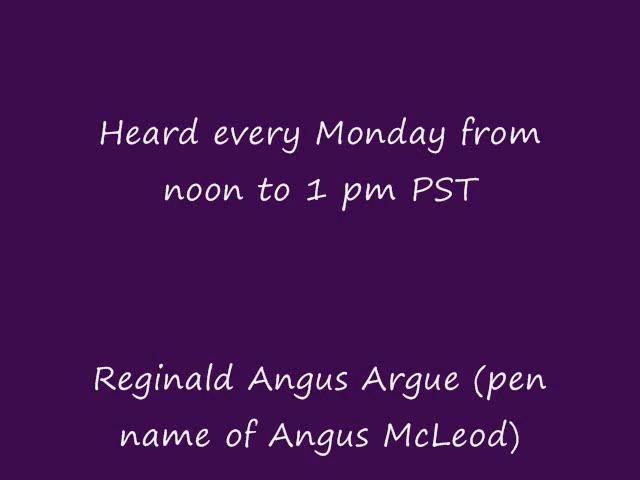 Heard every Monday from
noon to 1 pm PST
Reginald Angus Argue (pen
name of Angus McLeod)